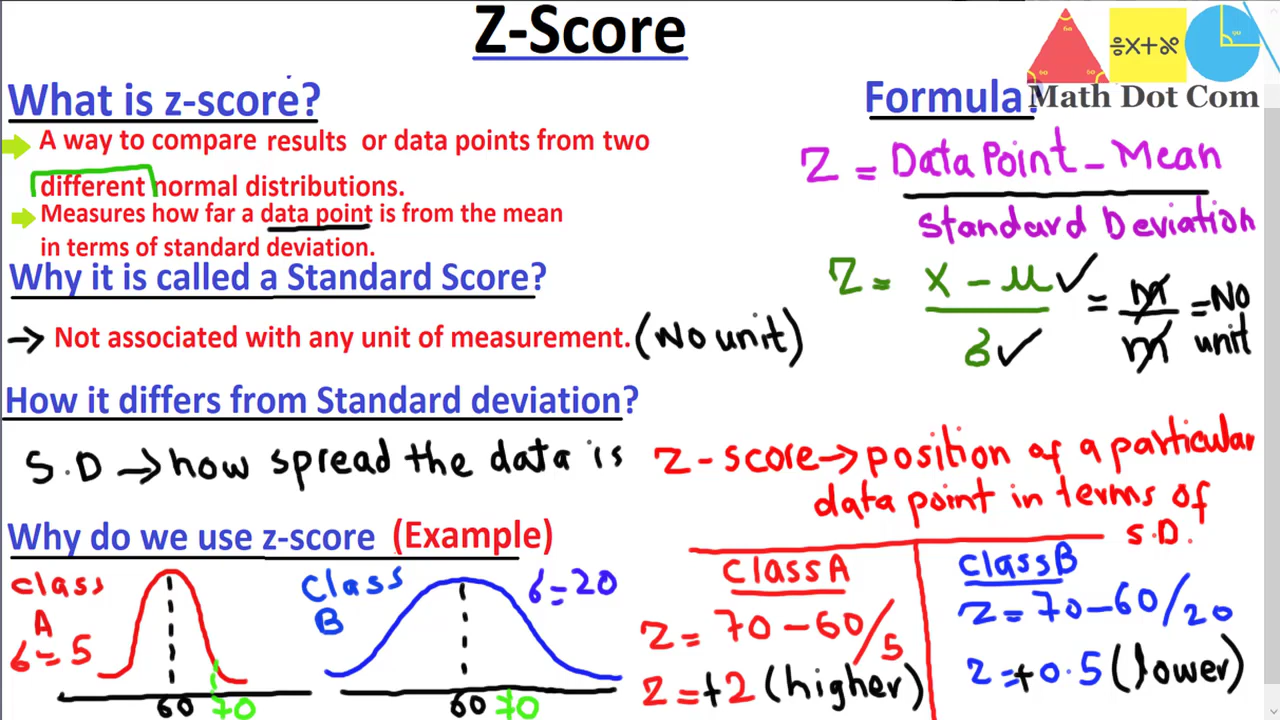 Z-Score
÷×+
60
60
60
90
Math Dot Com
What is z-score?
A way to compare results or data points from two
different normal distributions.
Measures how far a data point is from the mean
in terms of standard deviation.
Formula:
Z = Data Point - Mean
Standard Deviation
Z = x - μ ✓ = m = No
σ ✓ m unit
Why it is called a Standard Score?
→ Not associated with any unit of measurement. (No unit)
How it differs from Standard deviation?
S.D → how spread the data is
Z-score → position of a particular
data point in terms of
S.D.
Why do we use z-score (Example)
Class
A
σ = 5
60 70
Class
B
σ = 20
60 70
Class A
Z = 70 - 60/5
Z = +2 (higher)
Class B
Z = 70 - 60/20
Z = +0.5 (lower)